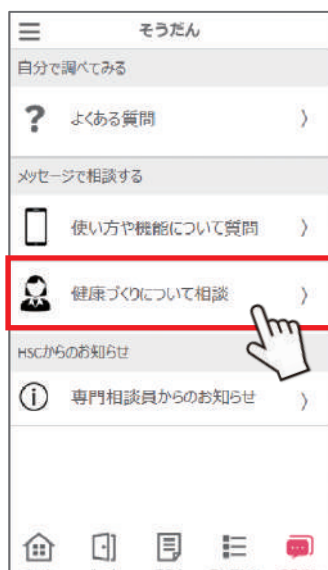 そうだん
自分で調べてみる
? よくある質問
メッセージで相談する
使い方や機能について質問
健康づくりについて相談
HSCからのお知らせ
専門相談員からのお知らせ